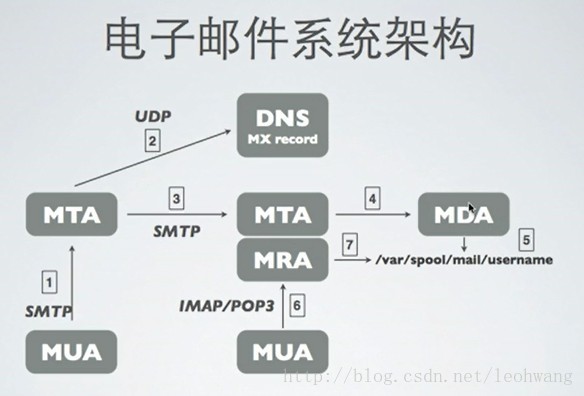 电子邮件系统架构
UDP
2
DNS
MX record
MTA
3
SMTP
MTA
4
MDA
MRA
7
/var/spool/mail/username
5
1
SMTP
IMAP/POP3
6
MUA
MUA
http://blog.csdn.net/leohwang